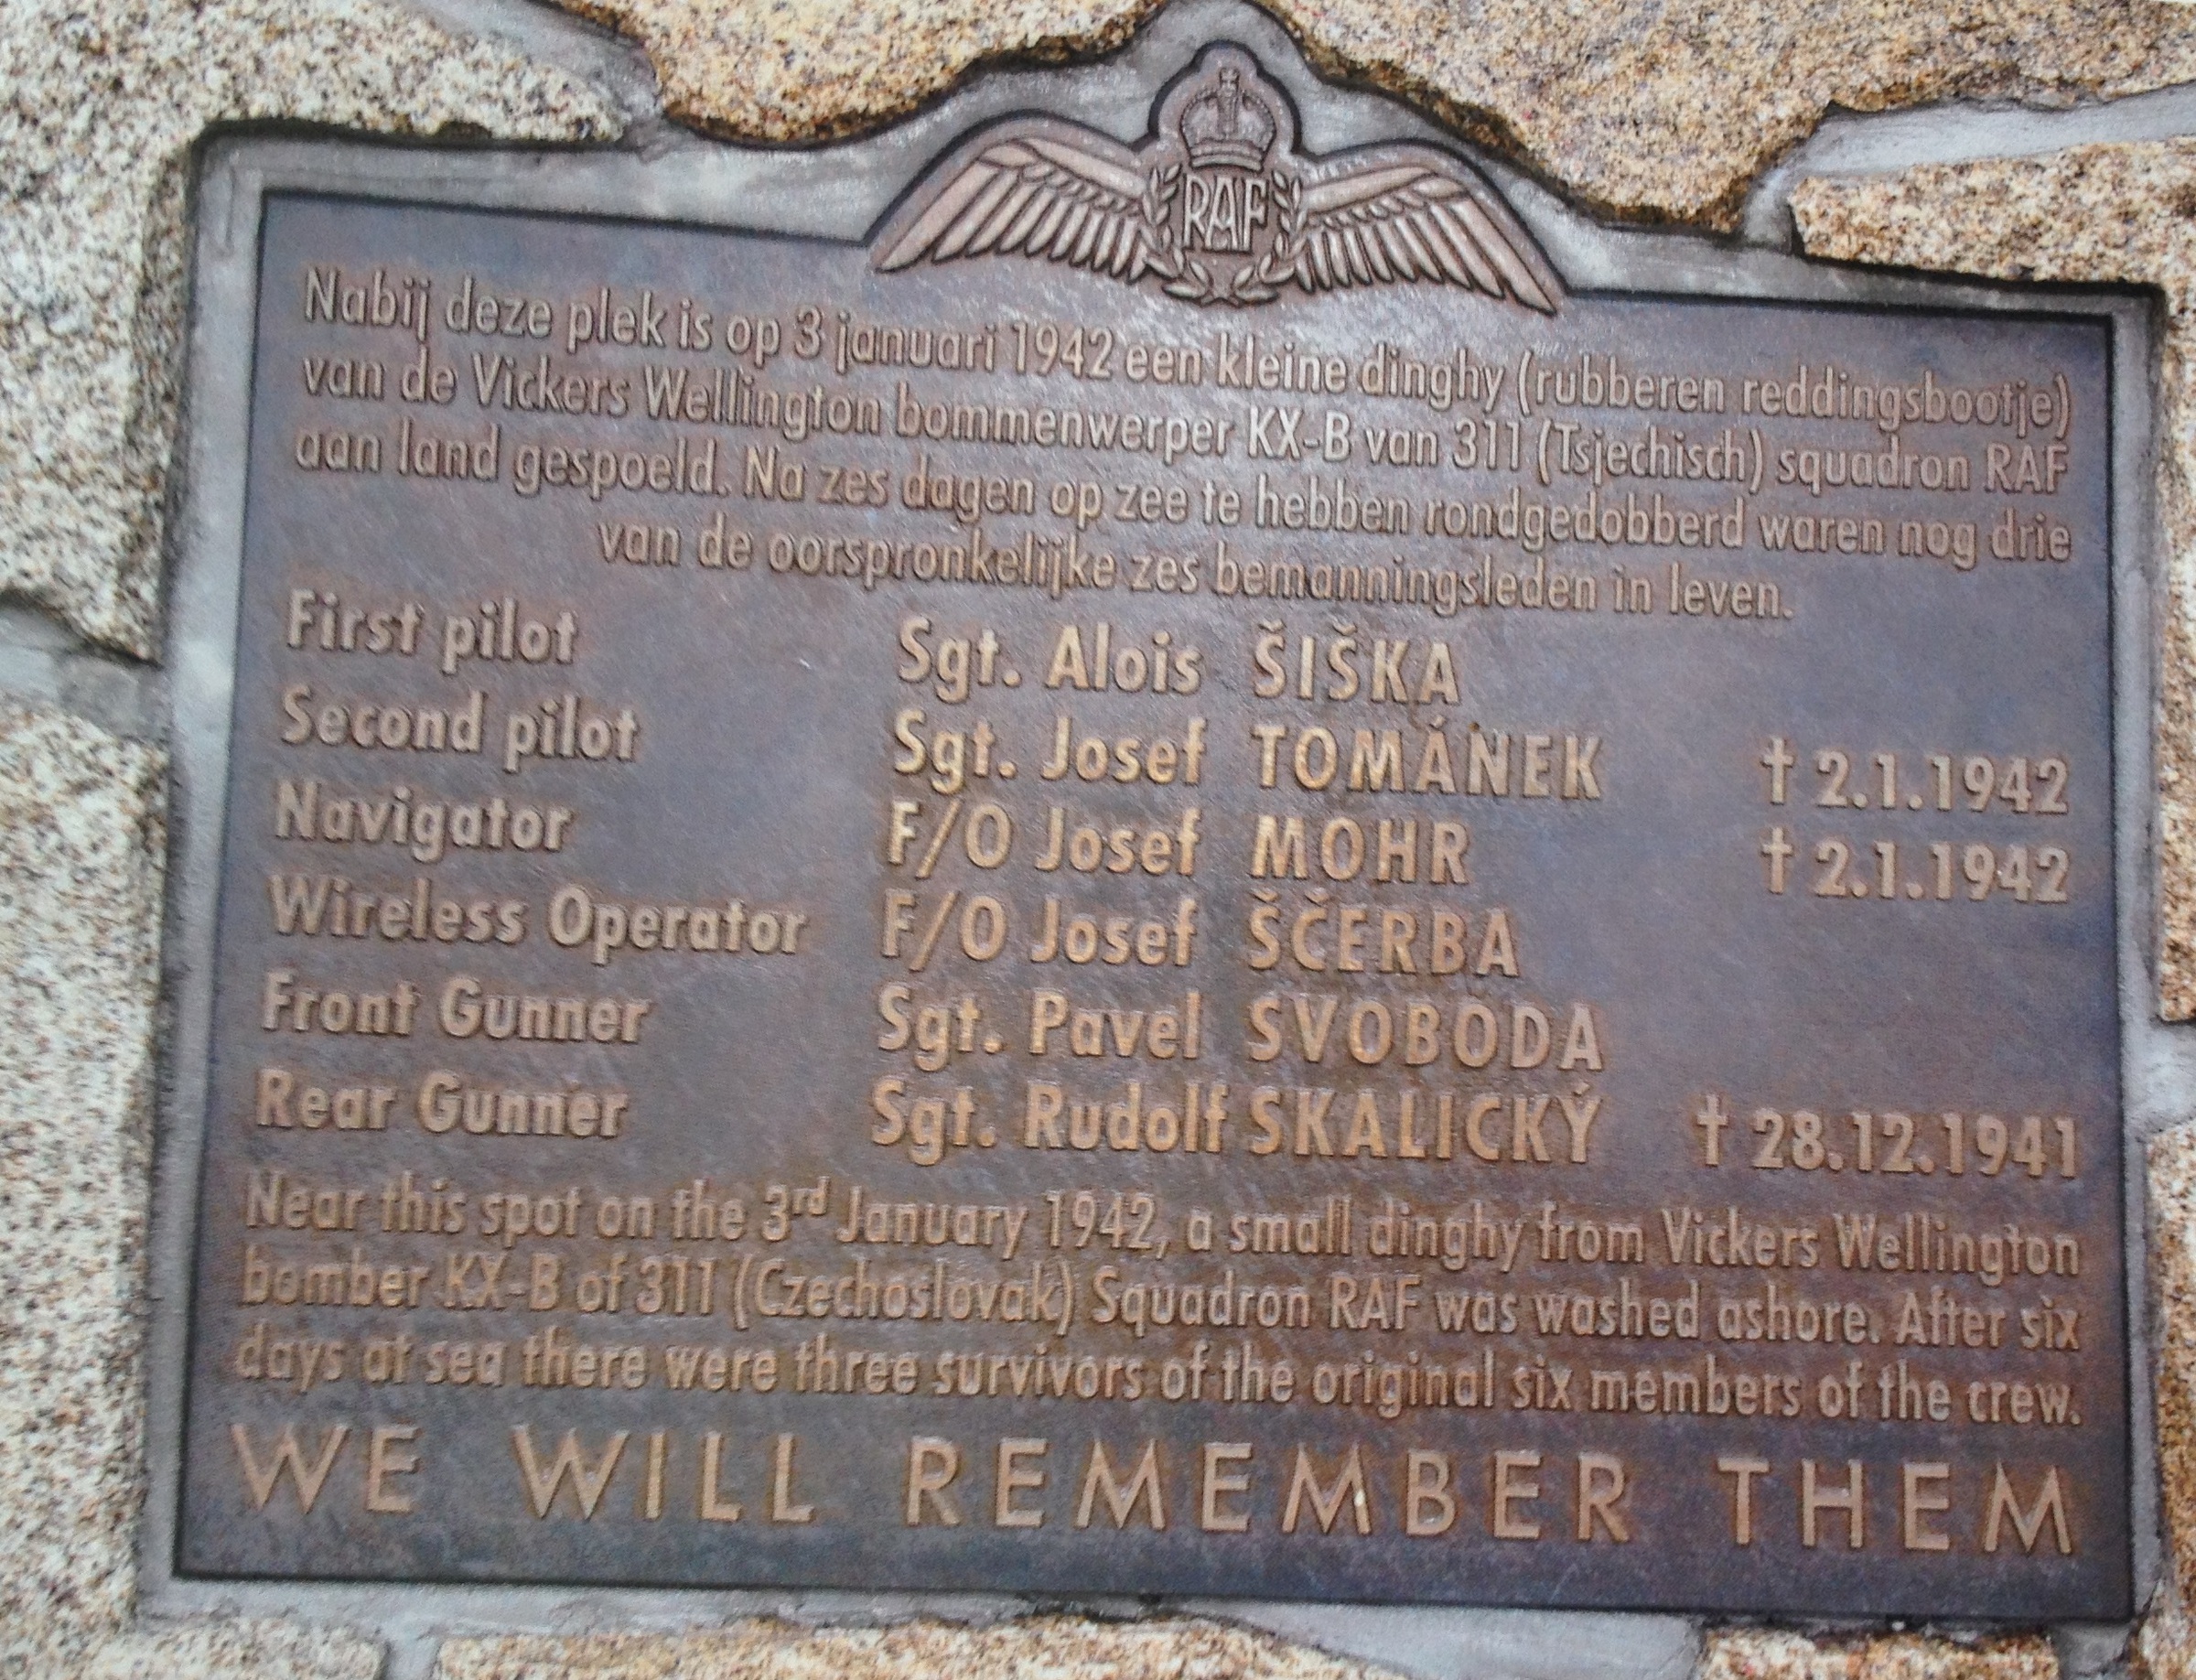 RAF
Nabij deze plek is op 3 januari 1942 een kleine dinghy (rubberen reddingsbootje)
van de Vickers Wellington bommenwerper KX-B van 311 (Tsjechisch) squadron RAF
aan land gespoeld. Na zes dagen op zee te hebben rondgedobberd waren nog drie
van de oorspronkelijke zes bemanningsleden in leven.
First pilot Sgt. Alois ŠIŠKA
Second pilot Sgt. Josef TOMÁNEK † 2.1.1942
Navigator F/O Josef MOHR † 2.1.1942
Wireless Operator F/O Josef ŠČERBA
Front Gunner Sgt. Pavel SVOBODA
Rear Gunner Sgt. Rudolf SKALICKÝ † 28.12.1941
Near this spot on the 3rd January 1942, a small dinghy from Vickers Wellington
bomber KX-B of 311 (Czechoslovak) Squadron RAF was washed ashore. After six
days at sea there were three survivors of the original six members of the crew.
WE WILL REMEMBER THEM